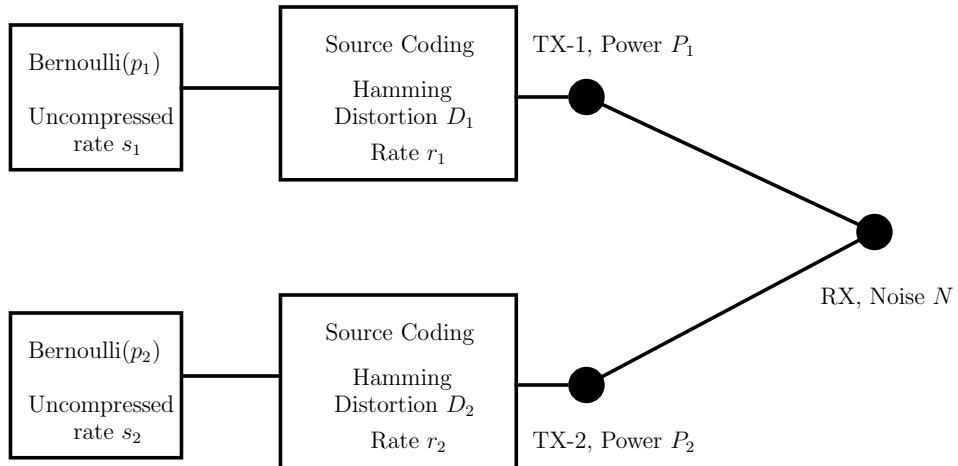 Bernoulli(p₁)
Uncompressed
rate s₁
Source Coding
Hamming
Distortion D₁
Rate r₁
TX-1, Power P₁
RX, Noise N
Bernoulli(p₂)
Uncompressed
rate s₂
Source Coding
Hamming
Distortion D₂
Rate r₂
TX-2, Power P₂